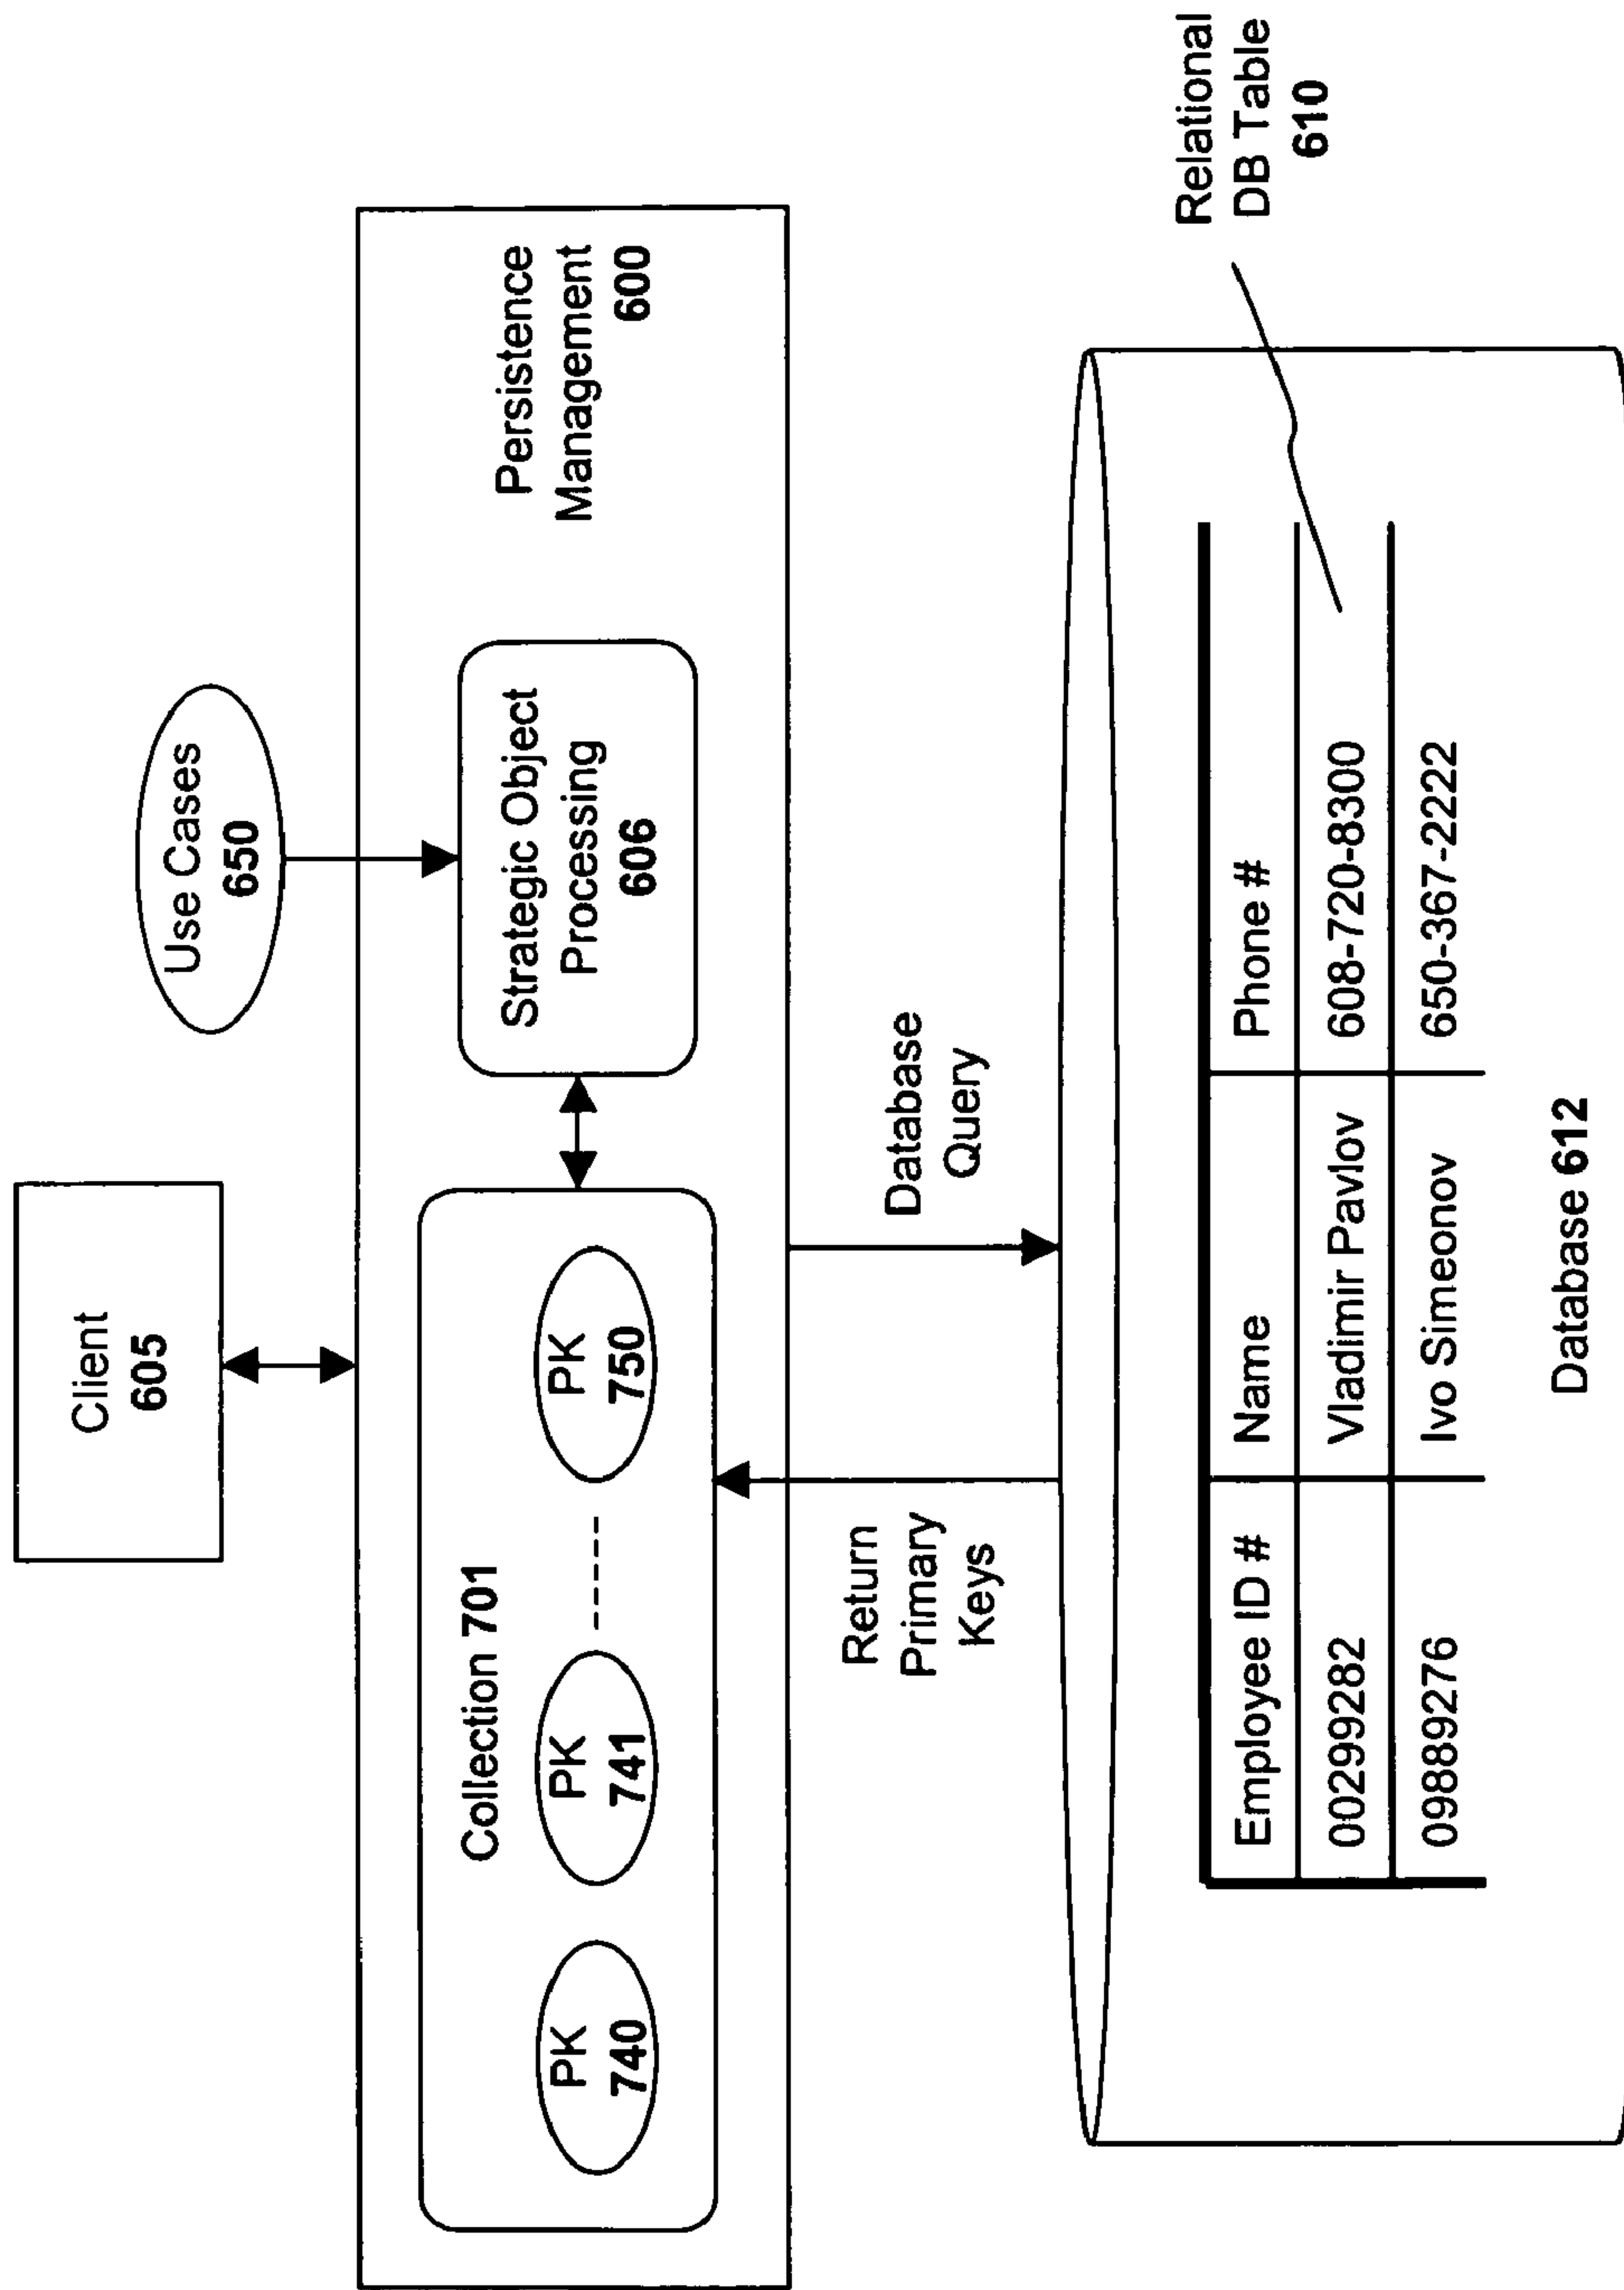 Client
605
Use Cases
650
Persistence
Management
600
Collection 701
PK
740
PK
741
PK
750
Strategic Object
Processing
606
Return
Primary
Keys
Database
Query
Relational
DB Table
610
Employee ID # Name Phone #
00299282 Vladimir Pavlov 608-720-8300
09889276 Ivo Simeonov 650-367-2222
Database 612